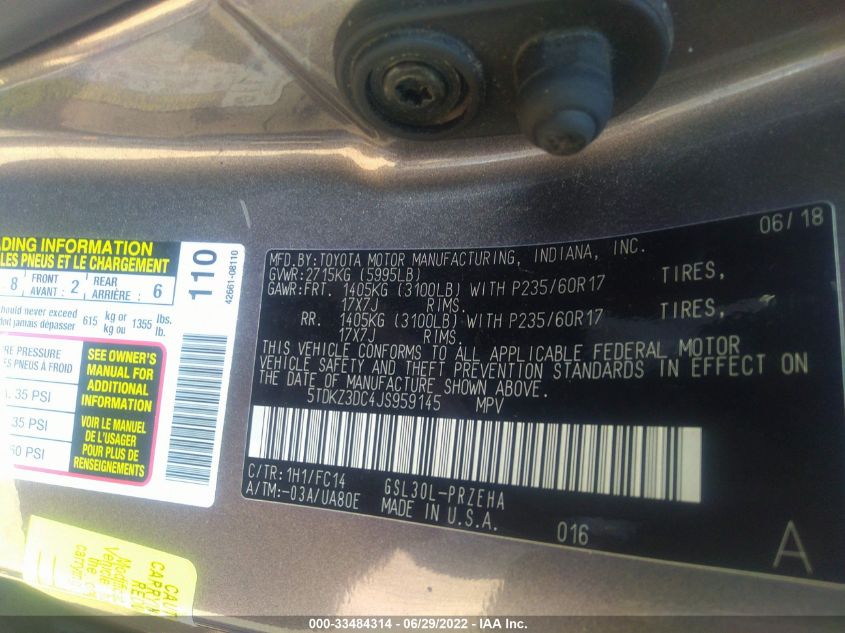 ADING INFORMATION
LES PNEUS ET LE CHARGEMENT
8 FRONT AVANT : 2 REAR ARRIÈRE : 6
should never exceed 615 kg or 1355 lbs.
doit jamais dépasser kg ou lb.
RE PRESSURE
ES PNEUS À FROID
35 PSI
35 PSI
60 PSI
SEE OWNER'S
MANUAL FOR
ADDITIONAL
INFORMATION
VOIR LE MANUEL
DE L'USAGER
POUR PLUS DE
RENSEIGNEMENTS
110
42661-08110
06/18
MFD.BY:TOYOTA MOTOR MANUFACTURING, INDIANA, INC.
GVWR:2715KG (5995LB)
GAWR:FRT. 1405KG (3100LB) WITH P235/60R17 TIRES,
17X7J RIMS.
RR. 1405KG (3100LB) WITH P235/60R17 TIRES,
17X7J RIMS.
THIS VEHICLE CONFORMS TO ALL APPLICABLE FEDERAL MOTOR
VEHICLE SAFETY AND THEFT PREVENTION STANDARDS IN EFFECT ON
THE DATE OF MANUFACTURE SHOWN ABOVE.
5TDKZ3DC4JS959145 MPV
C/TR:1H1/FC14 GSL30L-PRZEHA
A/TM:-03A/UA80E MADE IN U.S.A.
016
A
000-33484314 - 06/29/2022 - IAA Inc.